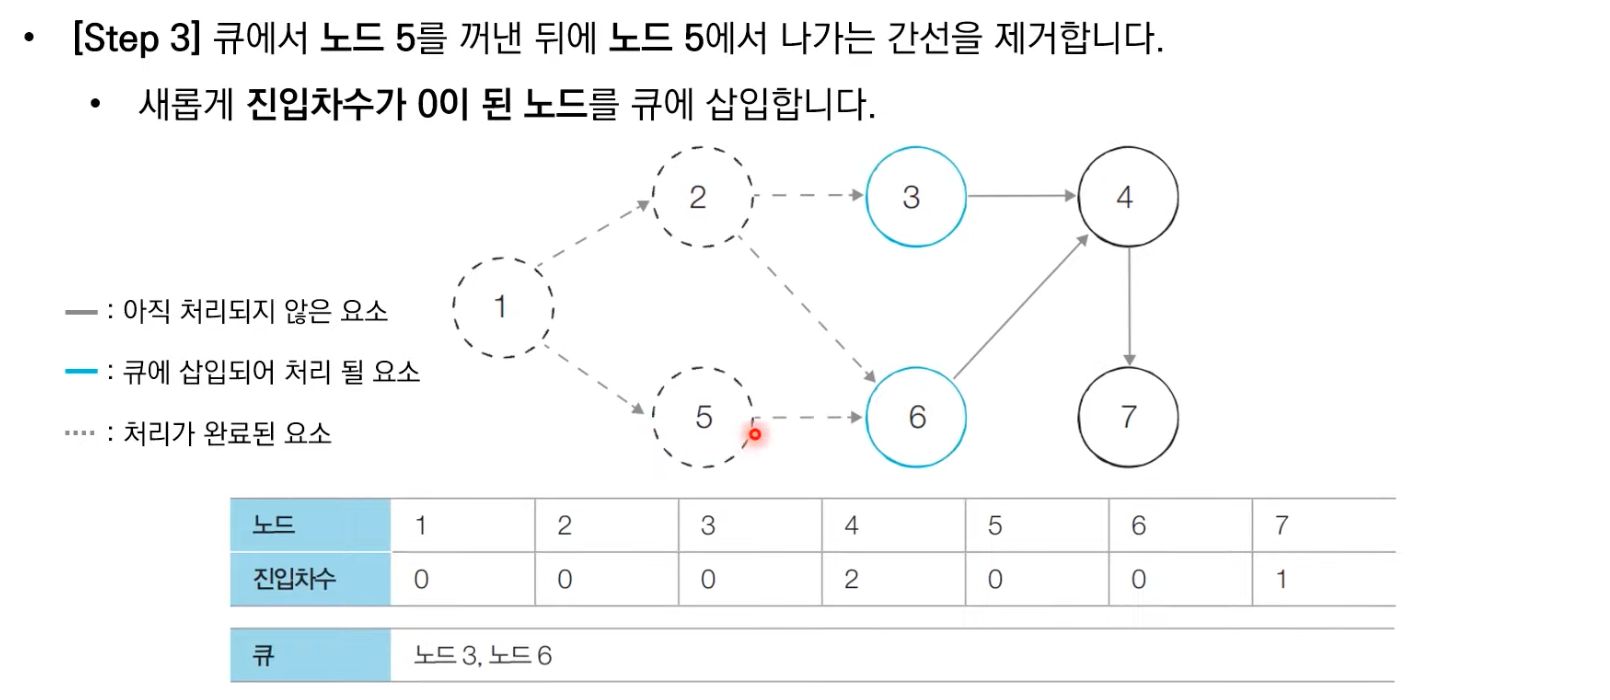 • [Step 3] 큐에서 노드 5를 꺼낸 뒤에 노드 5에서 나가는 간선을 제거합니다.
• 새롭게 진입차수가 0이 된 노드를 큐에 삽입합니다.
2 3 4
1
: 아직 처리되지 않은 요소
: 큐에 삽입되어 처리 될 요소
5 6 7
: 처리가 완료된 요소
노드 1 2 3 4 5 6 7
진입차수 0 0 0 2 0 0 1
큐 노드 3, 노드 6